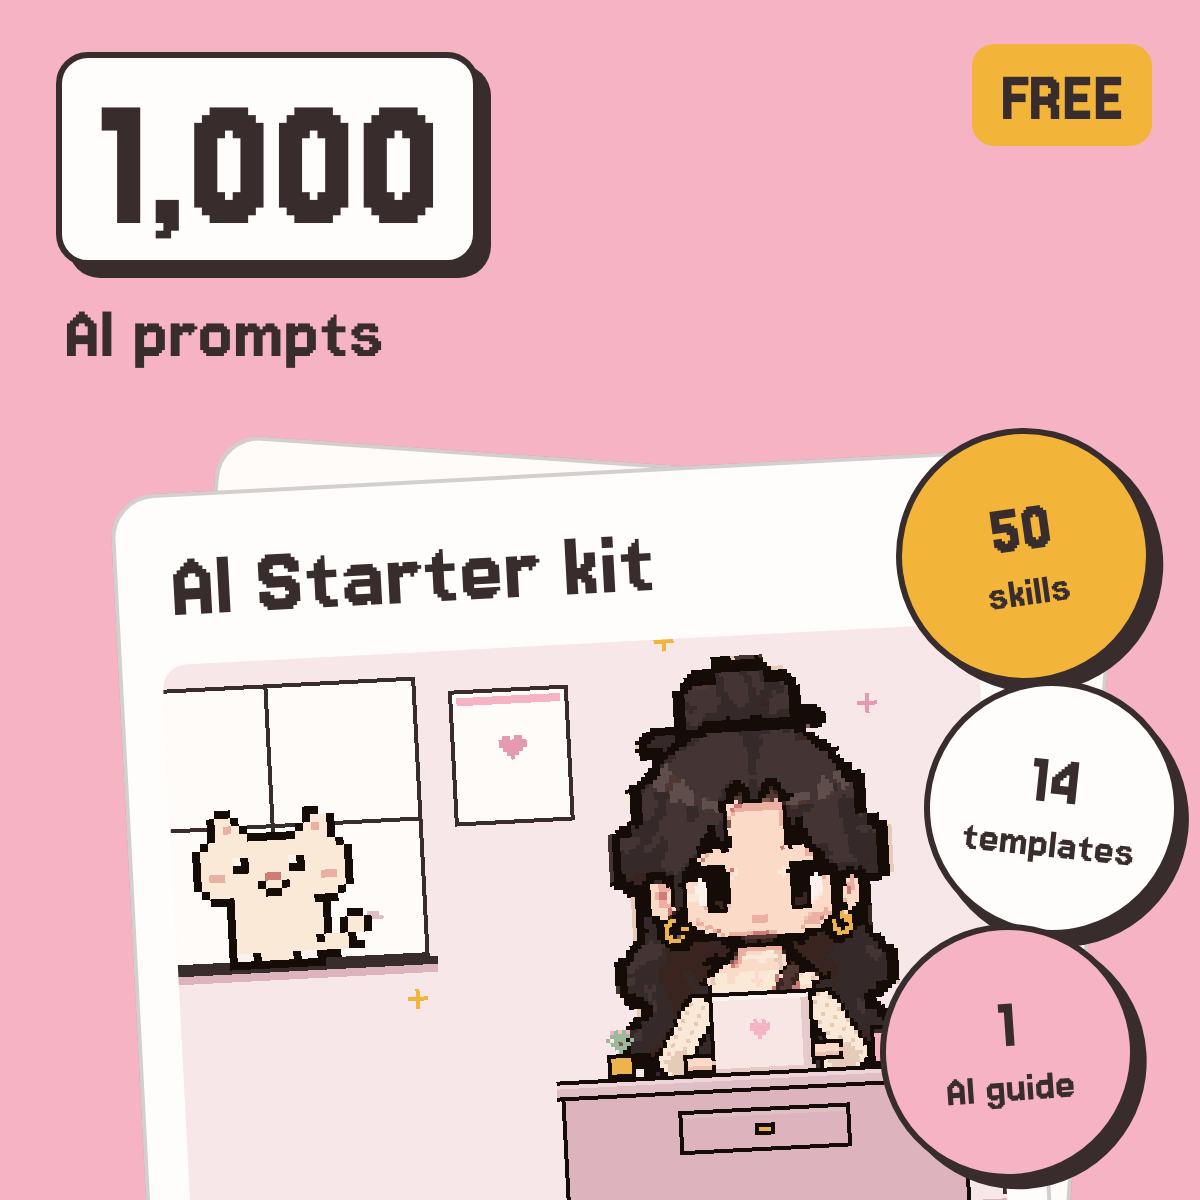 1,000
FREE
AI prompts
AI Starter kit
50
skills
14
templates
1
AI guide